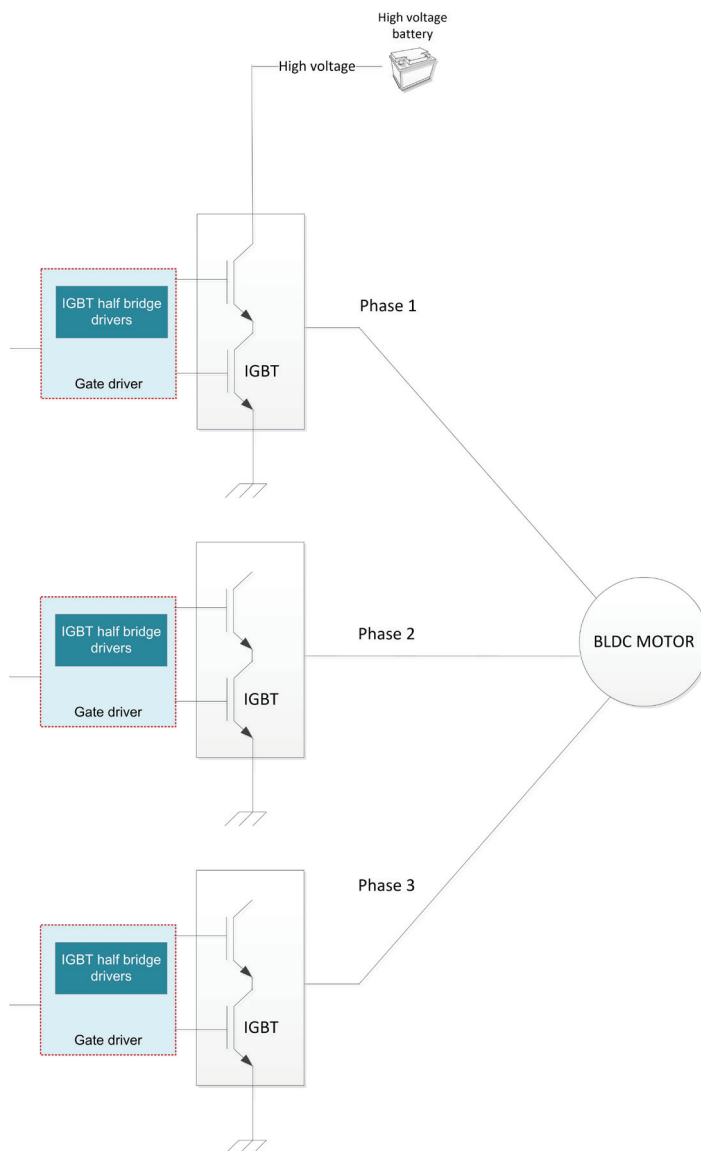 High voltage
battery
High voltage
IGBT half bridge
drivers
Gate driver
IGBT
Phase 1
IGBT half bridge
drivers
Gate driver
IGBT
Phase 2
BLDC MOTOR
IGBT half bridge
drivers
Gate driver
IGBT
Phase 3